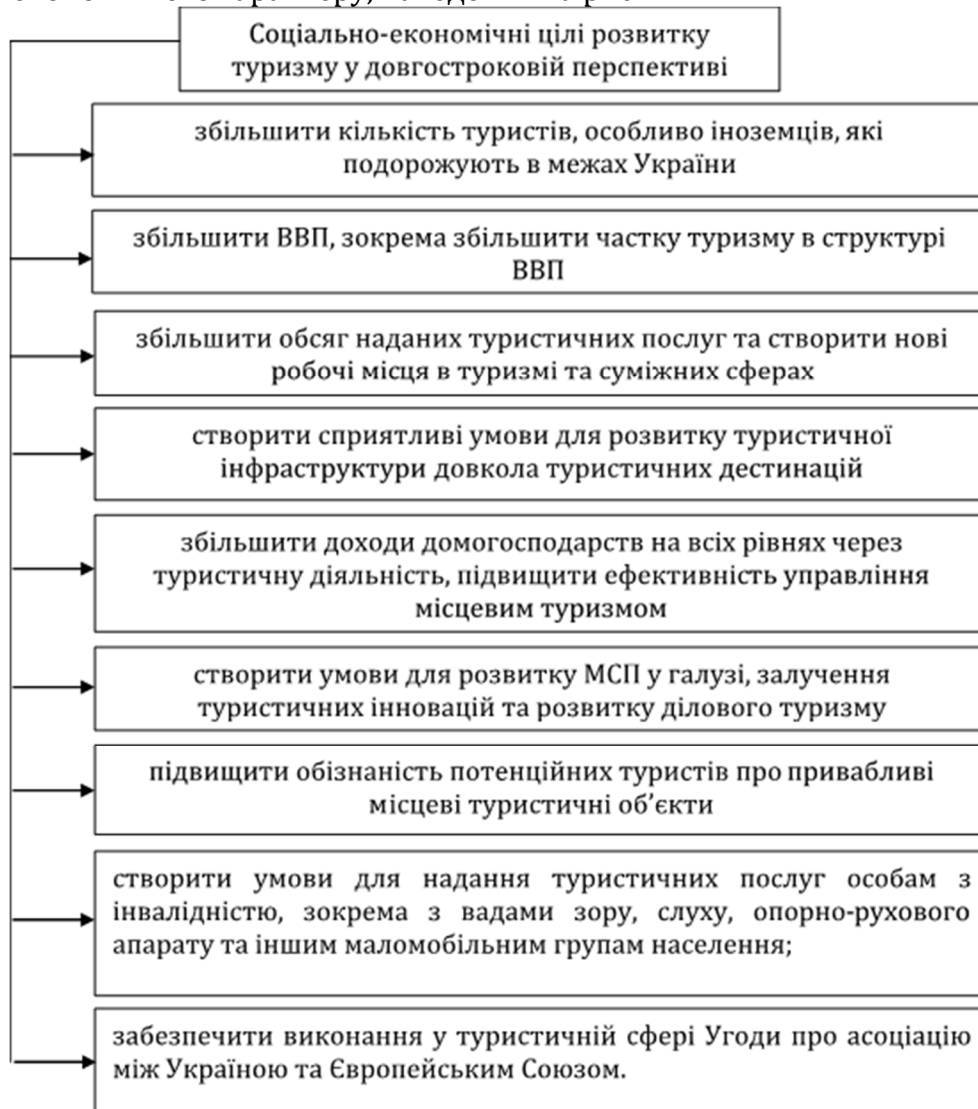 Соціально-економічні цілі розвитку
туризму у довгостроковій перспективі
збільшити кількість туристів, особливо іноземців, які
подорожують в межах України
збільшити ВВП, зокрема збільшити частку туризму в структурі
ВВП
збільшити обсяг наданих туристичних послуг та створити нові
робочі місця в туризмі та суміжних сферах
створити сприятливі умови для розвитку туристичної
інфраструктури довкола туристичних дестинацій
збільшити доходи домогосподарств на всіх рівнях через
туристичну діяльність, підвищити ефективність управління
місцевим туризмом
створити умови для розвитку МСП у галузі, залучення
туристичних інновацій та розвитку ділового туризму
підвищити обізнаність потенційних туристів про привабливі
місцеві туристичні об’єкти
створити умови для надання туристичних послуг особам з
інвалідністю, зокрема з вадами зору, слуху, опорно-рухового
апарату та іншим маломобільним групам населення;
забезпечити виконання у туристичній сфері Угоди про асоціацію
між Україною та Європейським Союзом.